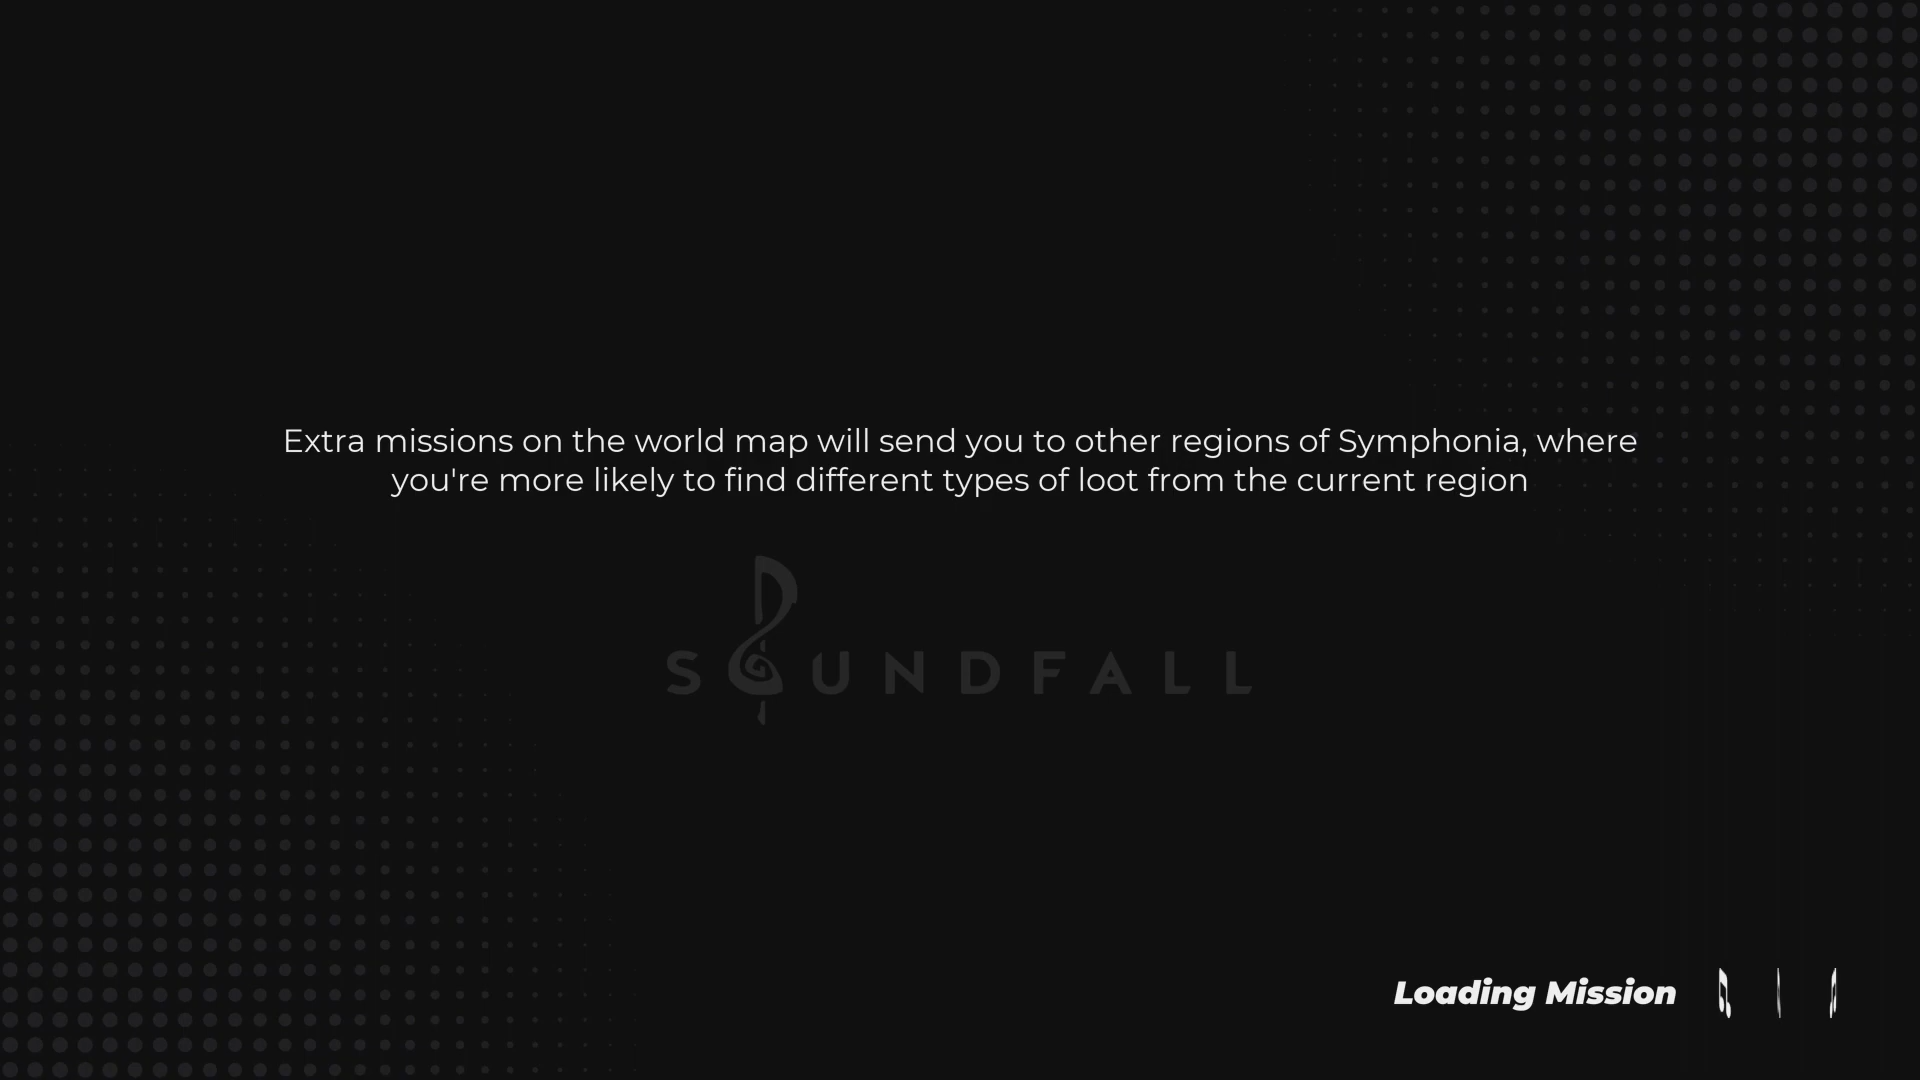 Extra missions on the world map will send you to other regions of Symphonia, where
you're more likely to find different types of loot from the current region
SOUNDFALL
Loading Mission